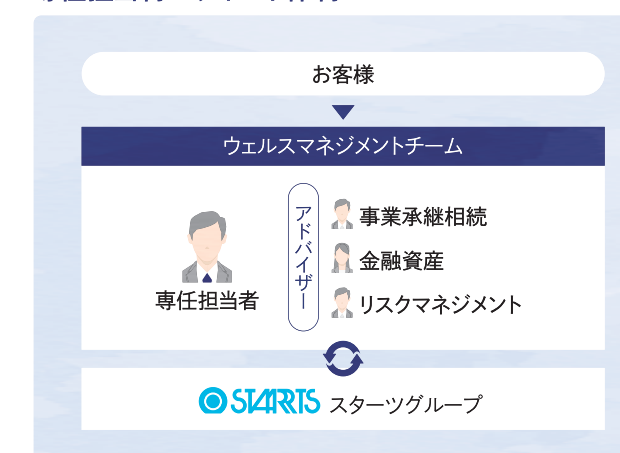 お客様
ウェルスマネジメントチーム
専任担当者
アドバイザー
事業承継相続
金融資産
リスクマネジメント
STARTS スターツグループ